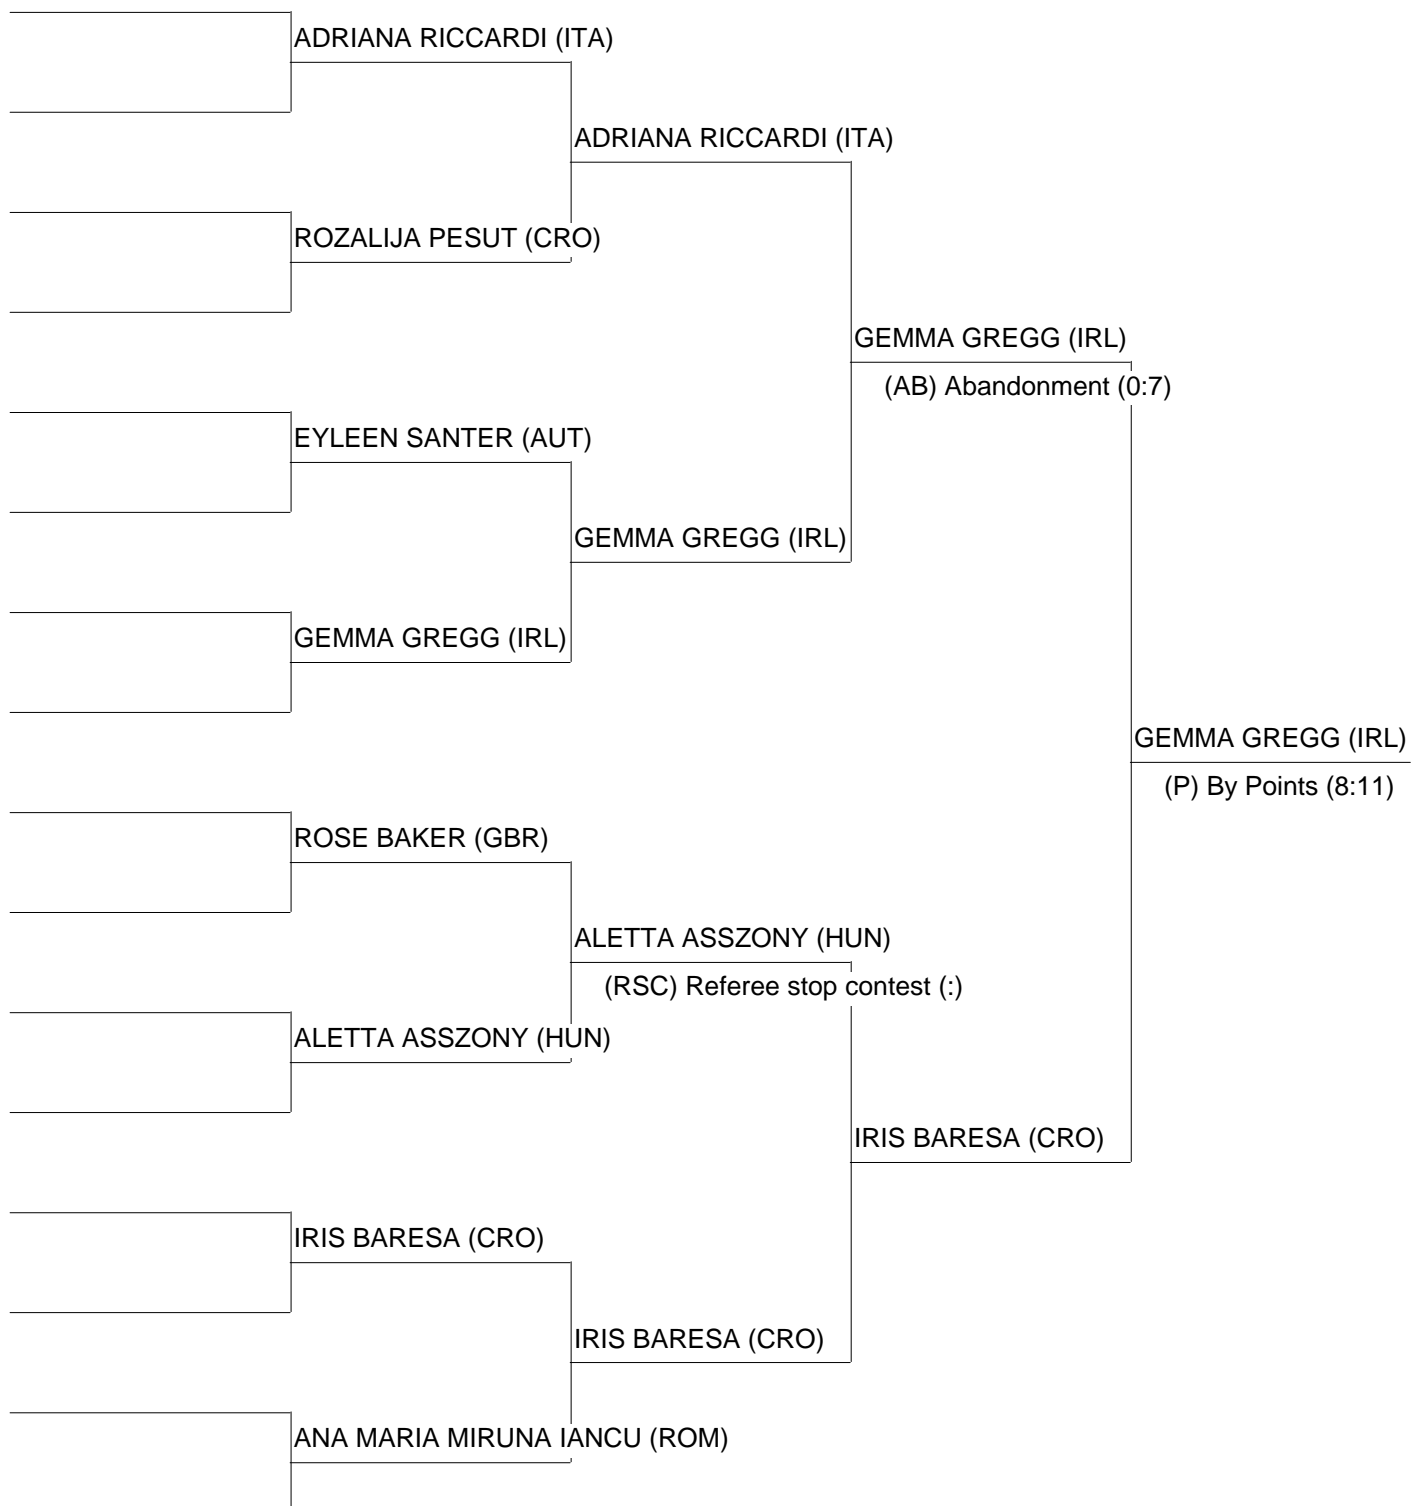 ADRIANA RICCARDI (ITA)
ADRIANA RICCARDI (ITA)
ROZALIJA PESUT (CRO)
GEMMA GREGG (IRL)
(AB) Abandonment (0:7)
EYLEEN SANTER (AUT)
GEMMA GREGG (IRL)
GEMMA GREGG (IRL)
GEMMA GREGG (IRL)
(P) By Points (8:11)
ROSE BAKER (GBR)
ALETTA ASSZONY (HUN)
(RSC) Referee stop contest (:)
ALETTA ASSZONY (HUN)
IRIS BARESA (CRO)
IRIS BARESA (CRO)
IRIS BARESA (CRO)
ANA MARIA MIRUNA IANCU (ROM)